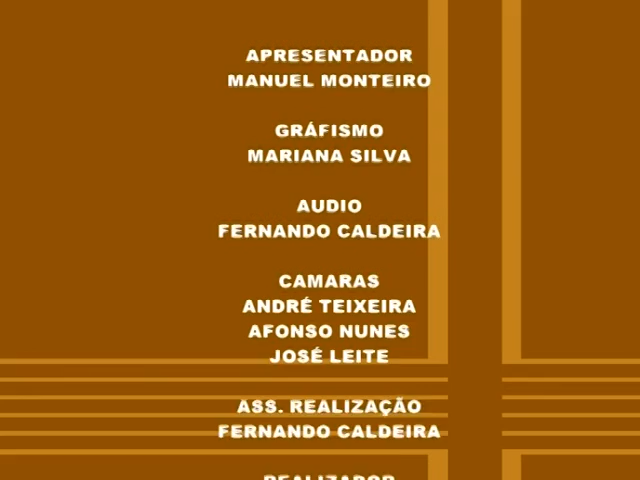 APRESENTADOR
MANUEL MONTEIRO
GRÁFISMO
MARIANA SILVA
AUDIO
FERNANDO CALDEIRA
CAMARAS
ANDRÉ TEIXEIRA
AFONSO NUNES
JOSÉ LEITE
ASS. REALIZAÇÃO
FERNANDO CALDEIRA
REALIZADOR